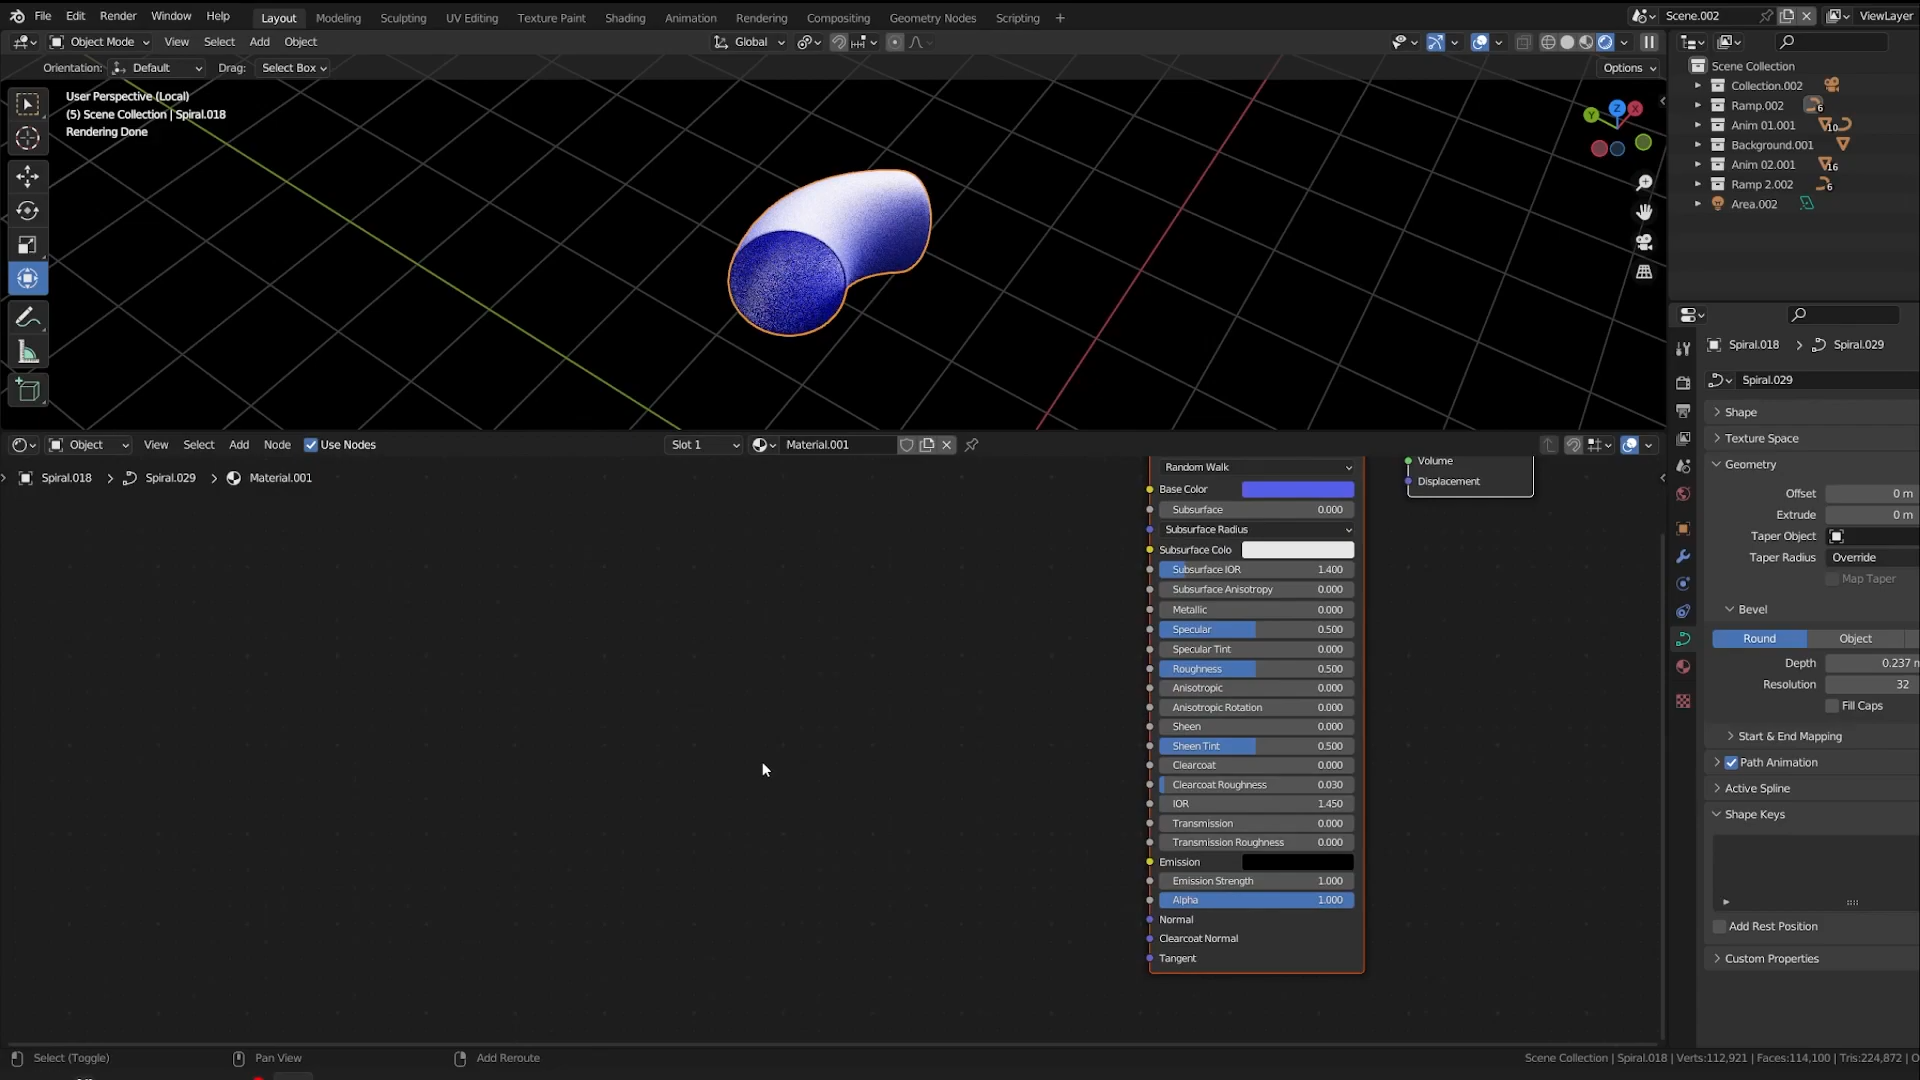 File Edit Render Window Help Layout Modeling Sculpting UV Editing Texture Paint Shading Animation Rendering Compositing Geometry Nodes Scripting + Scene.002 ViewLayer
Object Mode View Select Add Object Global
Orientation: Default Drag: Select Box Options
User Perspective (Local)
(5) Scene Collection | Spiral.018
Rendering Done
Z
X
Y
Scene Collection
Collection.002
Ramp.002 6
Anim 01.001 10
Background.001
Anim 02.001 16
Ramp 2.002 6
Area.002
Spiral.018 > Spiral.029
Spiral.029
Shape
Texture Space
Geometry
Offset 0 m
Extrude 0 m
Taper Object
Taper Radius Override
Map Taper
Bevel
Round Object
Depth 0.237 m
Resolution 32
Fill Caps
Start & End Mapping
Path Animation
Active Spline
Shape Keys
Add Rest Position
Custom Properties
Object View Select Add Node Use Nodes Slot 1 Material.001
Spiral.018 > Spiral.029 > Material.001
Random Walk
Base Color
Subsurface 0.000
Subsurface Radius
Subsurface Colo
Subsurface IOR 1.400
Subsurface Anisotropy 0.000
Metallic 0.000
Specular 0.500
Specular Tint 0.000
Roughness 0.500
Anisotropic 0.000
Anisotropic Rotation 0.000
Sheen 0.000
Sheen Tint 0.500
Clearcoat 0.000
Clearcoat Roughness 0.030
IOR 1.450
Transmission 0.000
Transmission Roughness 0.000
Emission
Emission Strength 1.000
Alpha 1.000
Normal
Clearcoat Normal
Tangent
Volume
Displacement
Select (Toggle) Pan View Add Reroute Scene Collection | Spiral.018 | Verts:112,921 | Faces:114,100 | Tris:224,872 | O